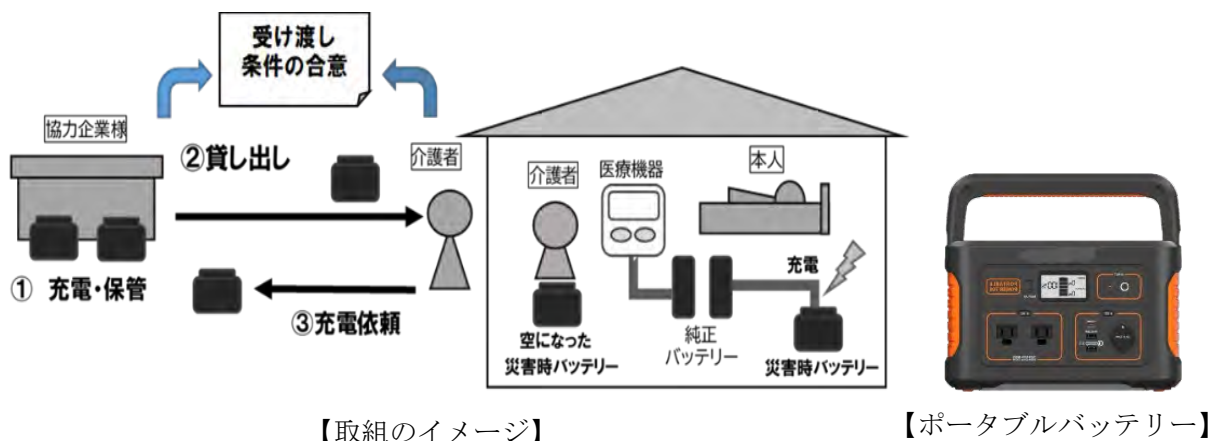 受け渡し
条件の合意
協力企業様
②貸し出し
介護者
① 充電・保管
③充電依頼
介護者
医療機器
本人
充電
空になった
災害時バッテリー
純正
バッテリー
災害時バッテリー
【取組のイメージ】
【ポータブルバッテリー】